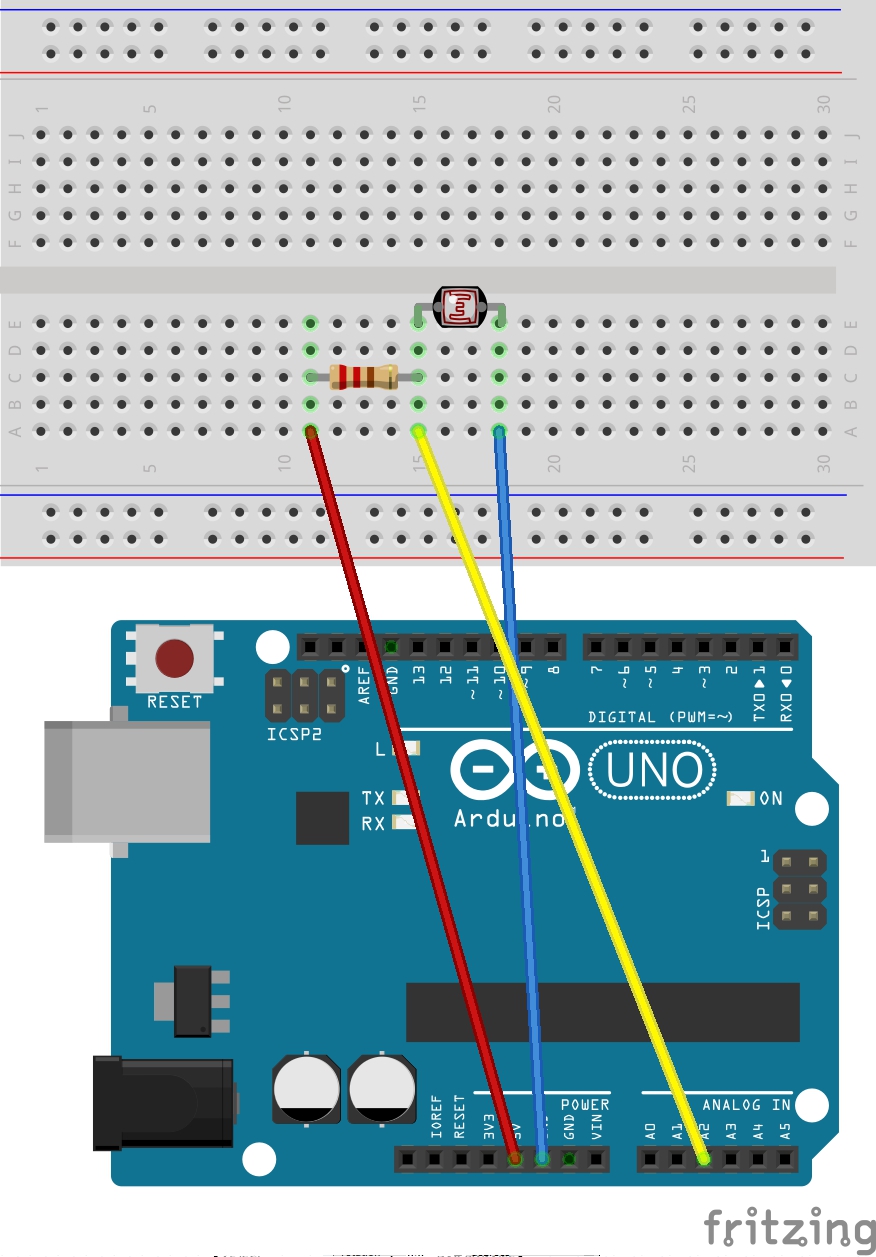 1 5 10 15 20 25 30
J J
I I
H H
G G
F F
E E
D D
C C
B B
A A
1 5 10 15 20 25 30
RESET
ICSP2
AREF
GND
13
12
~11
~10
~9
8
7
~6
~5
4
~3
2
TX0▶1
RX0◀0
DIGITAL (PWM=~)
L
TX
RX
Arduino
UNO
ON
1
ICSP
IOREF
RESET
3V3
5V
GND
VIN
POWER
A0
A1
A2
A3
A4
A5
ANALOG IN
fritzing